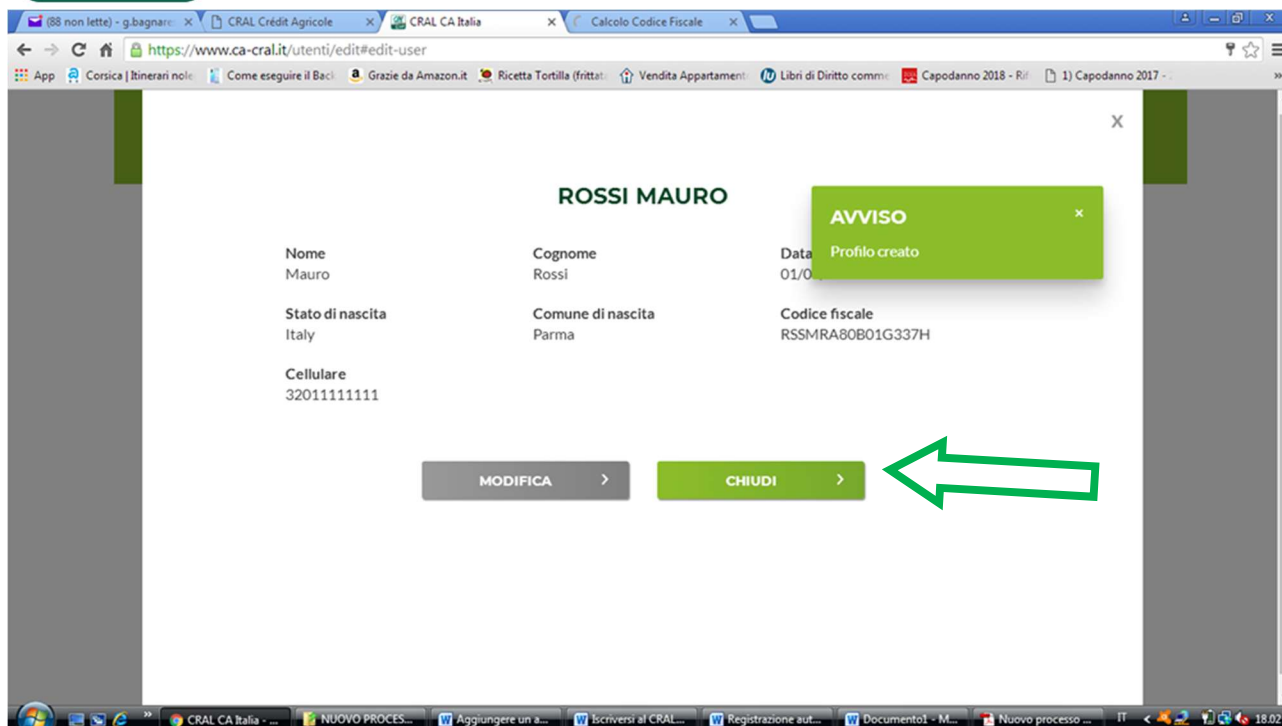 (88 non lette) - g.bagnare
CRAL Crédit Agricole
CRAL CA Italia
Calcolo Codice Fiscale
https://www.ca-cral.it/utenti/edit#edit-user
App
Corsica | Itinerari nole
Come eseguire il Back
Grazie da Amazon.it
Ricetta Tortilla (frittat
Vendita Appartament
Libri di Diritto comme
Capodanno 2018 - Rif
1) Capodanno 2017 -
»
X
ROSSI MAURO
AVVISO ×
Profilo creato
Nome Cognome Data
Mauro Rossi 01/0
Stato di nascita Comune di nascita Codice fiscale
Italy Parma RSSMRA80B01G337H
Cellulare
32011111111
MODIFICA >
CHIUDI >
» CRAL CA Italia - ...
NUOVO PROCES...
Aggiungere un a...
Iscriversi al CRAL...
Registrazione aut...
Documento1 - M...
Nuovo processo ...
IT
18.02